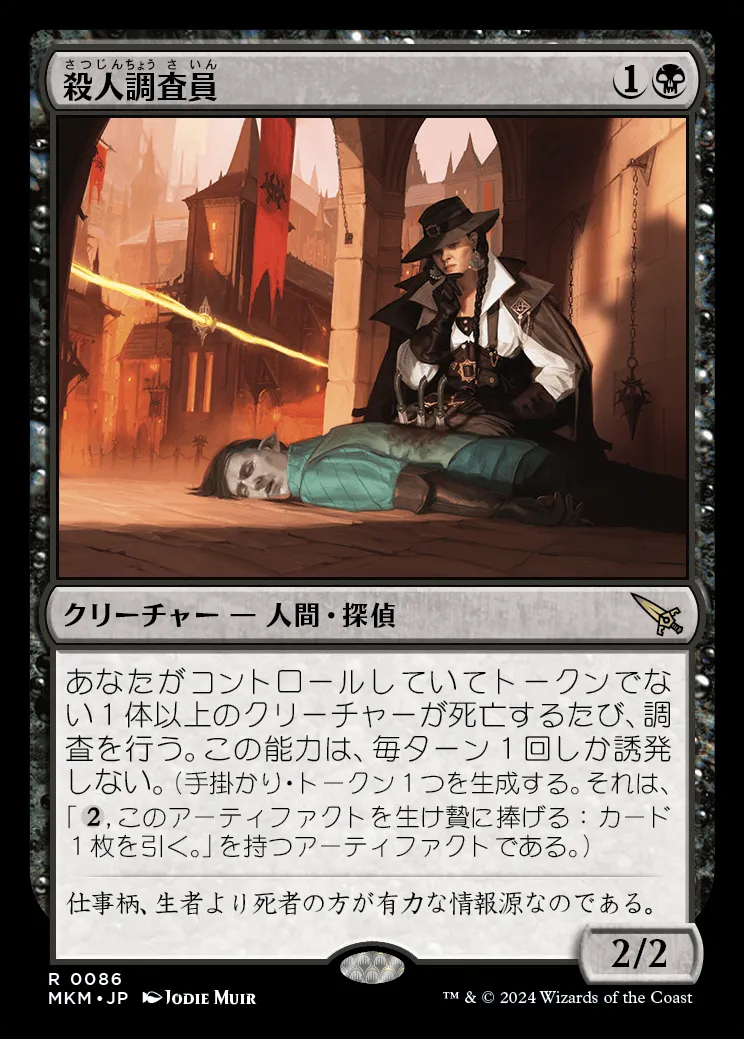 さつじんちょうさいん
殺人調査員
1
クリーチャー — 人間・探偵
あなたがコントロールしていてトークンでな
い１体以上のクリーチャーが死亡するたび、調
査を行う。この能力は、毎ターン１回しか誘発
しない。（手掛かり・トークン１つを生成する。それは、
「2,このアーティファクトを生け贄に捧げる：カード
１枚を引く。」を持つアーティファクトである。）
仕事柄、生者より死者の方が有力な情報源なのである。
2/2
R 0086
MKM•JP JODIE MUIR
™ & © 2024 Wizards of the Coast